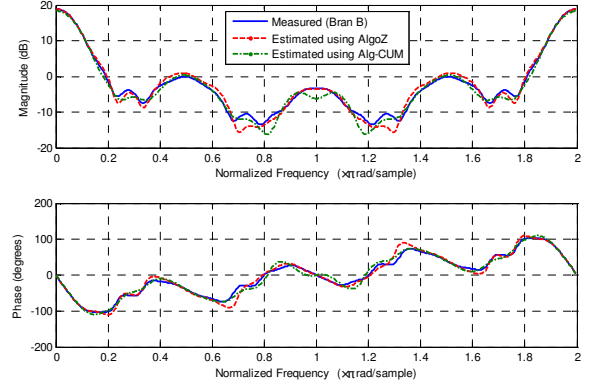 20
10
0
-10
-20
Magnitude (dB)
Measured (Bran B)
Estimated using AlgoZ
Estimated using Alg-CUM
0 0.2 0.4 0.6 0.8 1 1.2 1.4 1.6 1.8 2
Normalized Frequency (×π rad/sample)
200
100
0
-100
-200
Phase (degrees)
0 0.2 0.4 0.6 0.8 1 1.2 1.4 1.6 1.8 2
Normalized Frequency (×π rad/sample)